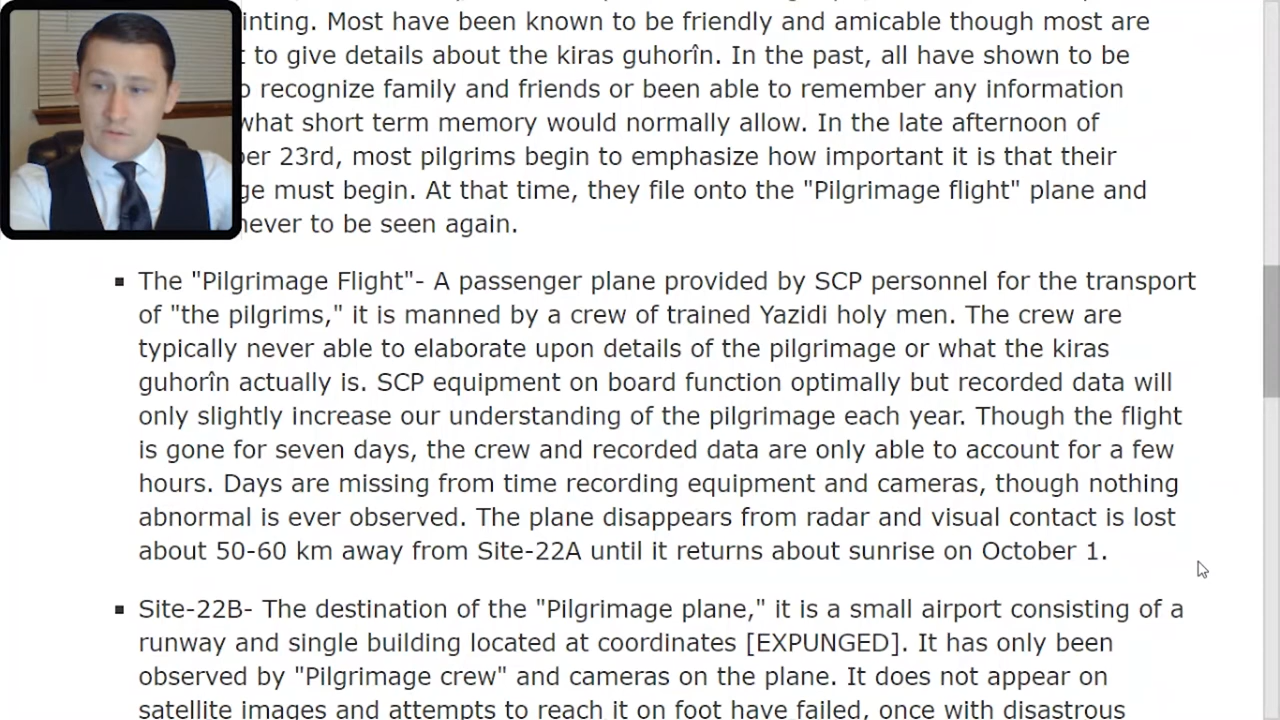 inting. Most have been known to be friendly and amicable though most are
t to give details about the kiras guhorîn. In the past, all have shown to be
o recognize family and friends or been able to remember any information
what short term memory would normally allow. In the late afternoon of
er 23rd, most pilgrims begin to emphasize how important it is that their
ge must begin. At that time, they file onto the "Pilgrimage flight" plane and
never to be seen again.
▪ The "Pilgrimage Flight"- A passenger plane provided by SCP personnel for the transport
of "the pilgrims," it is manned by a crew of trained Yazidi holy men. The crew are
typically never able to elaborate upon details of the pilgrimage or what the kiras
guhorîn actually is. SCP equipment on board function optimally but recorded data will
only slightly increase our understanding of the pilgrimage each year. Though the flight
is gone for seven days, the crew and recorded data are only able to account for a few
hours. Days are missing from time recording equipment and cameras, though nothing
abnormal is ever observed. The plane disappears from radar and visual contact is lost
about 50-60 km away from Site-22A until it returns about sunrise on October 1.
▪ Site-22B- The destination of the "Pilgrimage plane," it is a small airport consisting of a
runway and single building located at coordinates [EXPUNGED]. It has only been
observed by "Pilgrimage crew" and cameras on the plane. It does not appear on
satellite images and attempts to reach it on foot have failed, once with disastrous